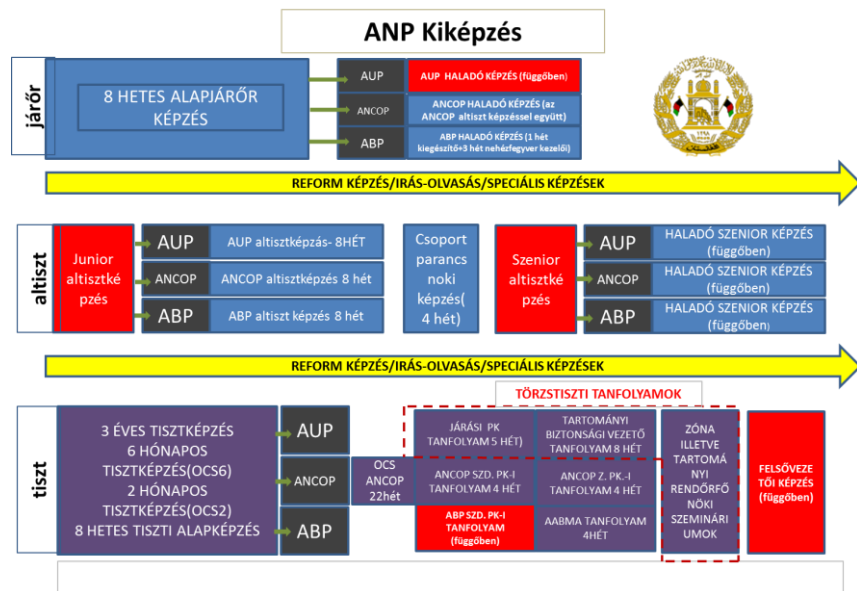 ANP Kiképzés
járőr
8 HETES ALAPJÁRŐR
KÉPZÉS
AUP
AUP HALADÓ KÉPZÉS (függőben)
ANCOP
ANCOP HALADÓ KÉPZÉS (az
ANCOP altiszt képzéssel együtt)
ABP
ABP HALADÓ KÉPZÉS (1 hét
kiegészítő+3 hét nehézfegyver kezelői)
REFORM KÉPZÉS/IRÁS-OLVASÁS/SPECIÁLIS KÉPZÉSEK
altiszt
Junior
altisztké
pzés
AUP
AUP altisztképzás- 8HÉT
ANCOP
ANCOP altisztképzés 8 hét
ABP
ABP altiszt képzés 8 hét
Csoport
parancs
noki
képzés(
4 hét)
Szenior
altisztké
pzés
AUP
HALADÓ SZENIOR KÉPZÉS
(függőben)
ANCOP
HALADÓ SZENIOR KÉPZÉS
(függőben)
ABP
HALADÓ SZENIOR KÉPZÉS
(függőben)
REFORM KÉPZÉS/IRÁS-OLVASÁS/SPECIÁLIS KÉPZÉSEK
TÖRZSTISZTI TANFOLYAMOK
tiszt
3 ÉVES TISZTKÉPZÉS
6 HÓNAPOS
TISZTKÉPZÉS(OCS6)
2 HÓNAPOS
TISZTKÉPZÉS(OCS2)
8 HETES TISZTI ALAPKÉPZÉS
AUP
ANCOP
ABP
OCS
ANCOP
22hét
JÁRÁSI PK
TANFOLYAM 5 HÉT)
TARTOMÁNYI
BIZTONSÁGI VEZETŐ
TANFOLYAM 8 HÉT
ANCOP SZD. PK-I
TANFOLYAM 4 HÉT
ANCOP Z. PK.-I
TANFOLYAM 4 HÉT
ABP SZD. PK-I
TANFOLYAM
(függőben)
AABMA TANFOLYAM
4HÉT
ZÓNA
ILLETVE
TARTOMÁ
NYI
RENDŐRFŐ
NÖKI
SZEMINÁRI
UMOK
FELSŐVEZE
TŐI KÉPZÉS
(függőben)